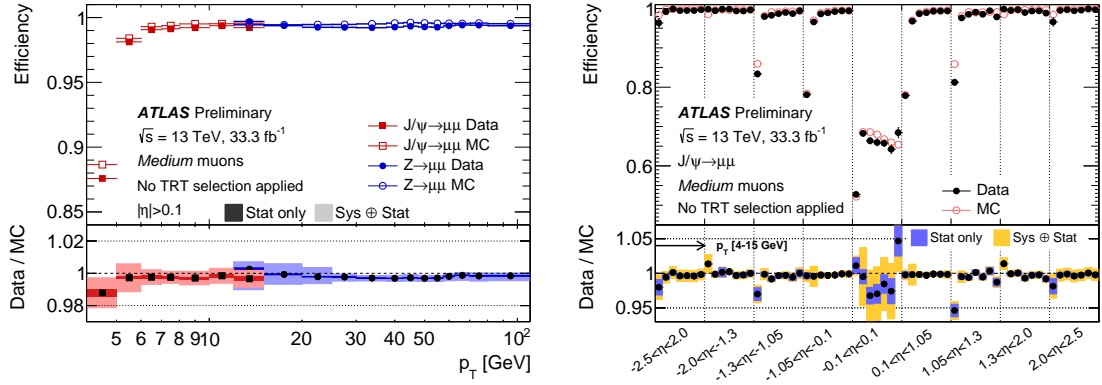 Efficiency
1
0.95
0.9
0.85
ATLAS Preliminary
√s = 13 TeV, 33.3 fb⁻¹
Medium muons
No TRT selection applied
|η|>0.1
J/ψ→μμ Data
J/ψ→μμ MC
Z→μμ Data
Z→μμ MC
Stat only
Sys ⊕ Stat
Data / MC
1.02
1
0.98
5 6 7 8 9 10 20 30 40 50 10²
p_T [GeV]
Efficiency
1
0.8
0.6
ATLAS Preliminary
√s = 13 TeV, 33.3 fb⁻¹
J/ψ→μμ
Medium muons
No TRT selection applied
Data
MC
Data / MC
1.05
1
0.95
p_T [4-15 GeV]
Stat only
Sys ⊕ Stat
-2.5<η<2.0
-2.0<η<-1.3
-1.3<η<-1.05
-1.05<η<-0.1
-0.1<η<0.1
0.1<η<1.05
1.05<η<1.3
1.3<η<2.0
2.0<η<2.5